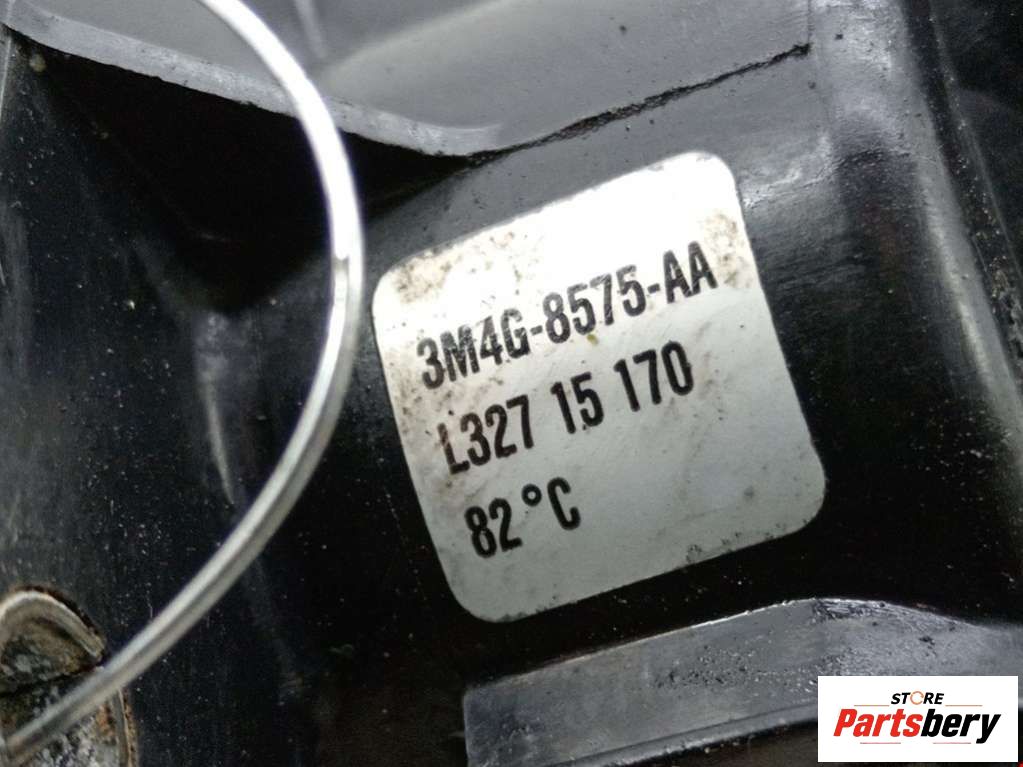 3M4G-8575-AA
L327 15 170
82°C
STORE
Partsbery